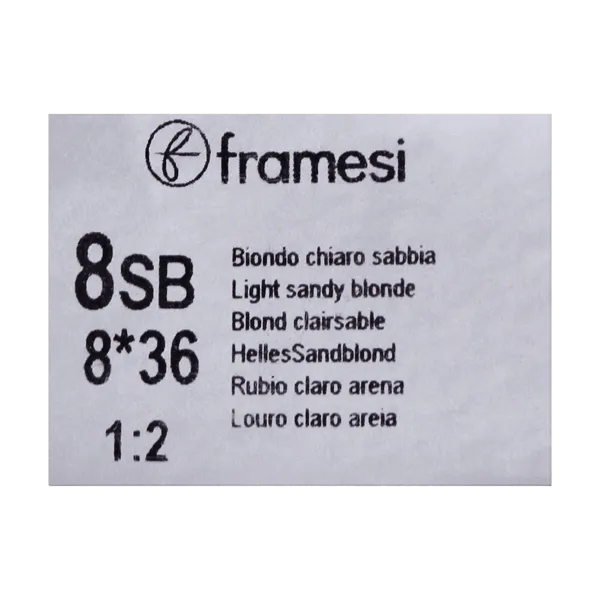 framesi
8SB
8*36
1:2
Biondo chiaro sabbia
Light sandy blonde
Blond clairsable
HellesSandblond
Rubio claro arena
Louro claro areia